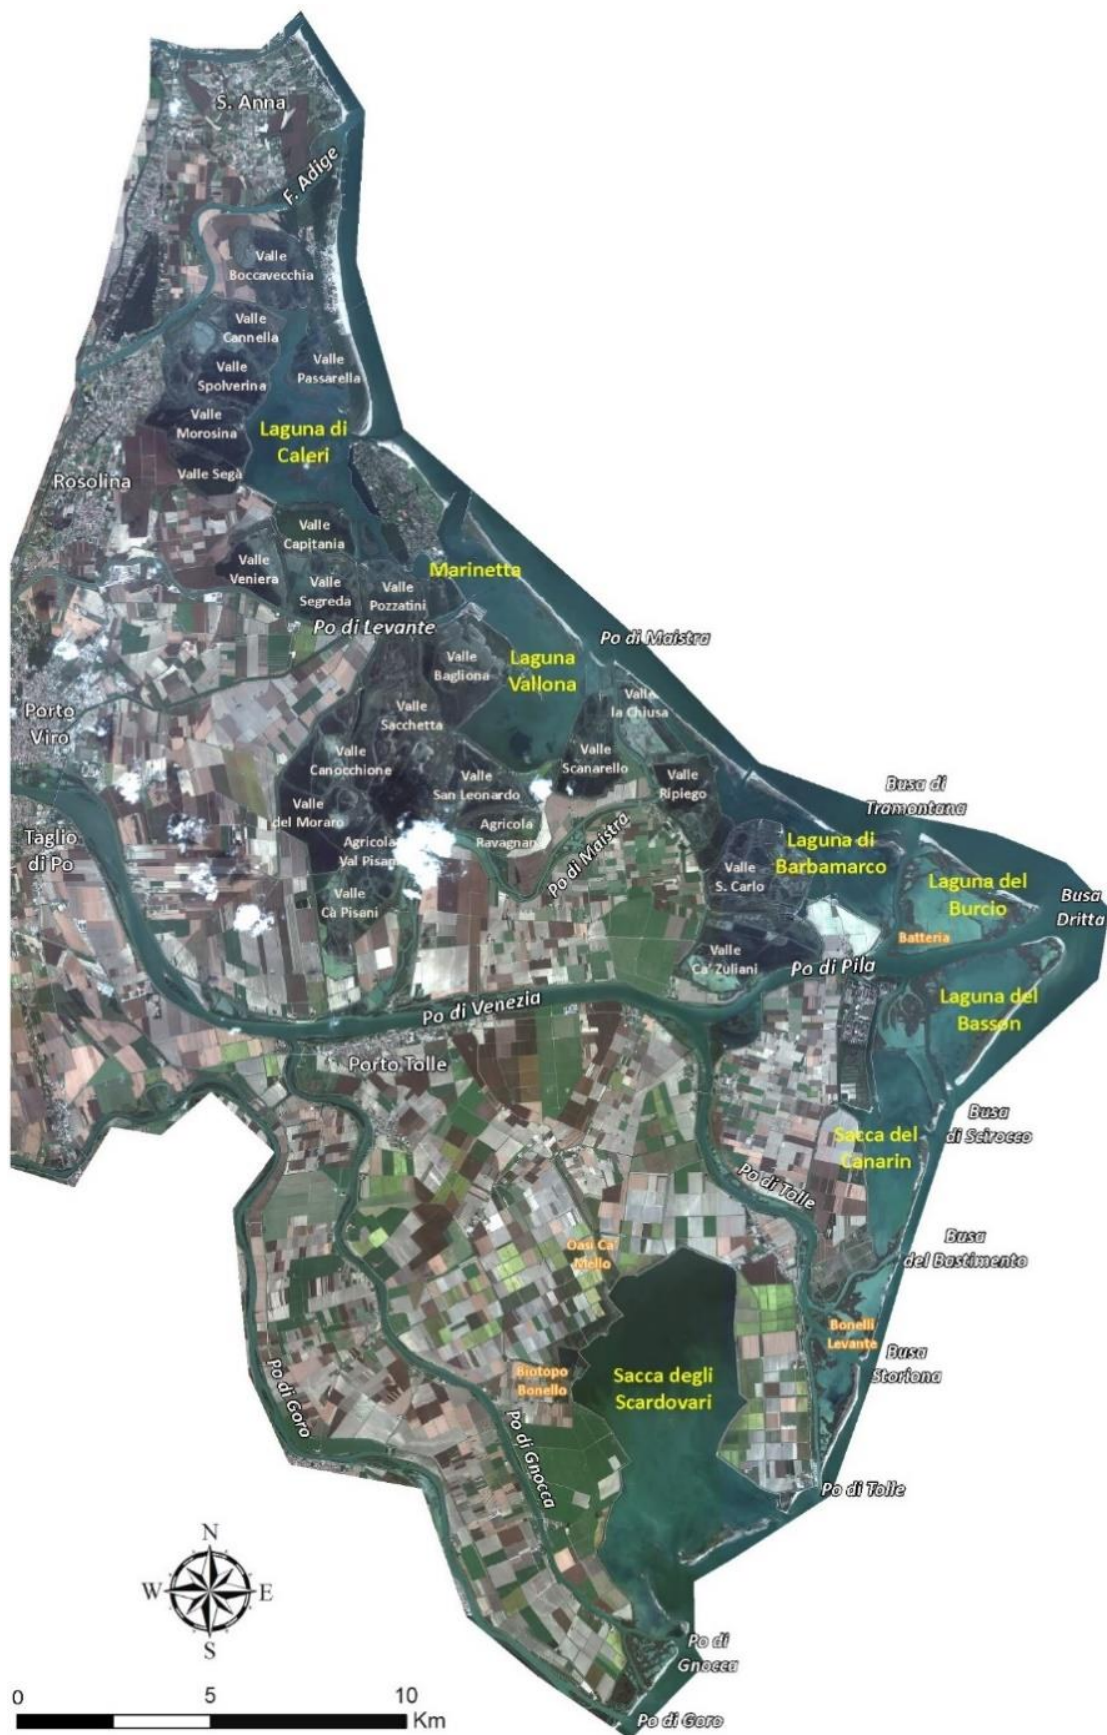 S. Anna
F. Adige
Valle
Boccavecchia
Valle
Cannella
Valle
Passarella
Valle
Spolverina
Valle
Morosina
Laguna di
Caleri
Valle Segà
Rosolina
Valle
Capitania
Valle
Veniera
Valle
Segreda
Valle
Pozzatini
Marinetta
Po di Levante
Po di Maistra
Valle
Bagliona
Laguna
Vallona
Valle
la Chiusa
Valle
Sacchetta
Porto
Viro
Valle
Canocchione
Valle
San Leonardo
Valle
Scanarello
Valle
Ripiego
Busa di
Tramontana
Valle
del Moraro
Taglio
di Po
Agricola
Val Pisani
Agricola
Ravagnan
Po di Maistra
Laguna di
Barbamarco
Valle
S. Carlo
Laguna del
Burcio
Busa
Dritta
Valle
Cà Pisani
Batteria
Valle
Ca' Zuliani
Po di Pila
Po di Venezia
Laguna del
Basson
Porto Tolle
Busa
di Scirocco
Sacca del
Canarin
Po di Tolle
Busa
del Bastimento
Oasi Ca
Mello
Bonelli
Levante
Busa
Storiona
Sacca degli
Scardovari
Biotopo
Bonello
Po di Goro
Po di Gnocca
Po di Tolle
N
W E
S
Po di
Gnocca
0 5 10
Km
Po di Goro